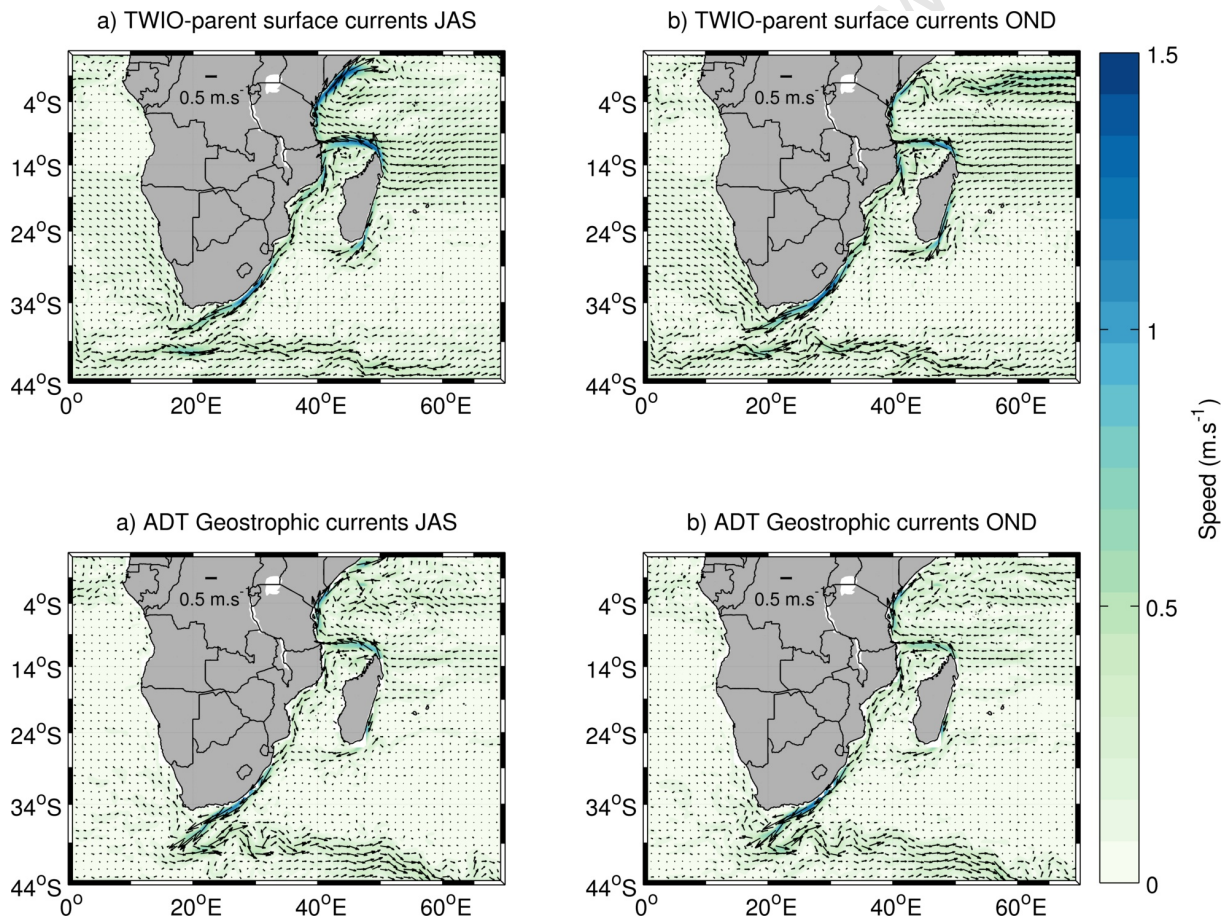 a) TWIO-parent surface currents JAS
b) TWIO-parent surface currents OND
0.5 m.s⁻
4°S
14°S
24°S
34°S
44°S
0°
20°E
40°E
60°E
0.5 m.s⁻
4°S
14°S
24°S
34°S
44°S
0°
20°E
40°E
60°E
a) ADT Geostrophic currents JAS
b) ADT Geostrophic currents OND
0.5 m.s⁻
4°S
14°S
24°S
34°S
44°S
0°
20°E
40°E
60°E
0.5 m.s⁻
4°S
14°S
24°S
34°S
44°S
0°
20°E
40°E
60°E
1.5
1
0.5
0
Speed (m.s⁻¹)